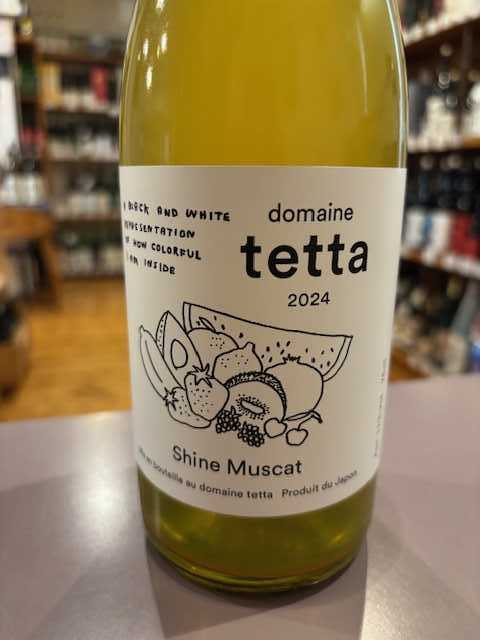 A BLACK AND WHITE
REPRESENTATION
OF HOW COLORFUL
I AM INSIDE
domaine
tetta
2024
Shine Muscat
Mis en bouteille au domaine tetta Produit du Japon